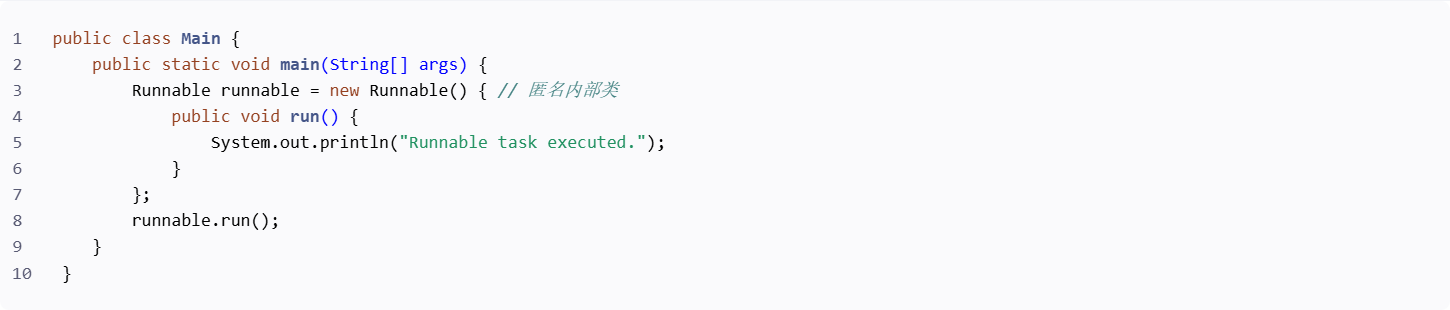 1 public class Main {
2 public static void main(String[] args) {
3 Runnable runnable = new Runnable() { // 匿名内部类
4 public void run() {
5 System.out.println("Runnable task executed.");
6 }
7 };
8 runnable.run();
9 }
10 }